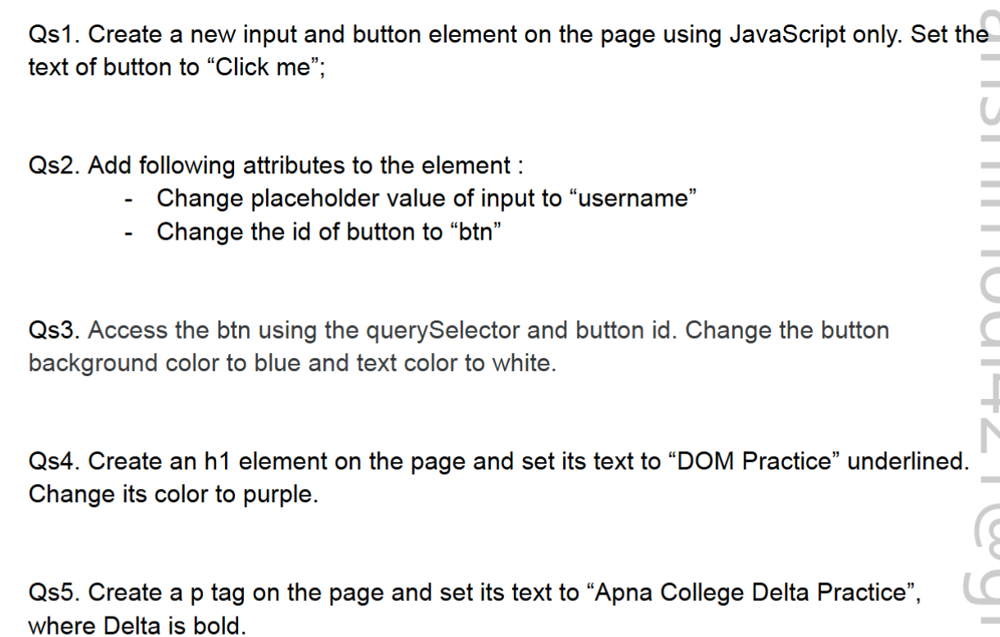 Qs1. Create a new input and button element on the page using JavaScript only. Set the
text of button to “Click me”;
Qs2. Add following attributes to the element :
- Change placeholder value of input to “username”
- Change the id of button to “btn”
Qs3. Access the btn using the querySelector and button id. Change the button
background color to blue and text color to white.
Qs4. Create an h1 element on the page and set its text to “DOM Practice” underlined.
Change its color to purple.
Qs5. Create a p tag on the page and set its text to “Apna College Delta Practice”,
where Delta is bold.